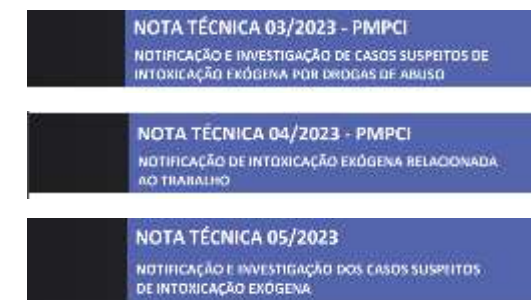 NOTA TÉCNICA 03/2023 - PMPCI
NOTIFICAÇÃO E INVESTIGAÇÃO DE CASOS SUSPEITOS DE
INTOXICAÇÃO EXÓGENA POR DROGAS DE ABUSO
NOTA TÉCNICA 04/2023 - PMPCI
NOTIFICAÇÃO DE INTOXICAÇÃO EXÓGENA RELACIONADA
AO TRABALHO
NOTA TÉCNICA 05/2023
NOTIFICAÇÃO E INVESTIGAÇÃO DOS CASOS SUSPEITOS
DE INTOXICAÇÃO EXÓGENA